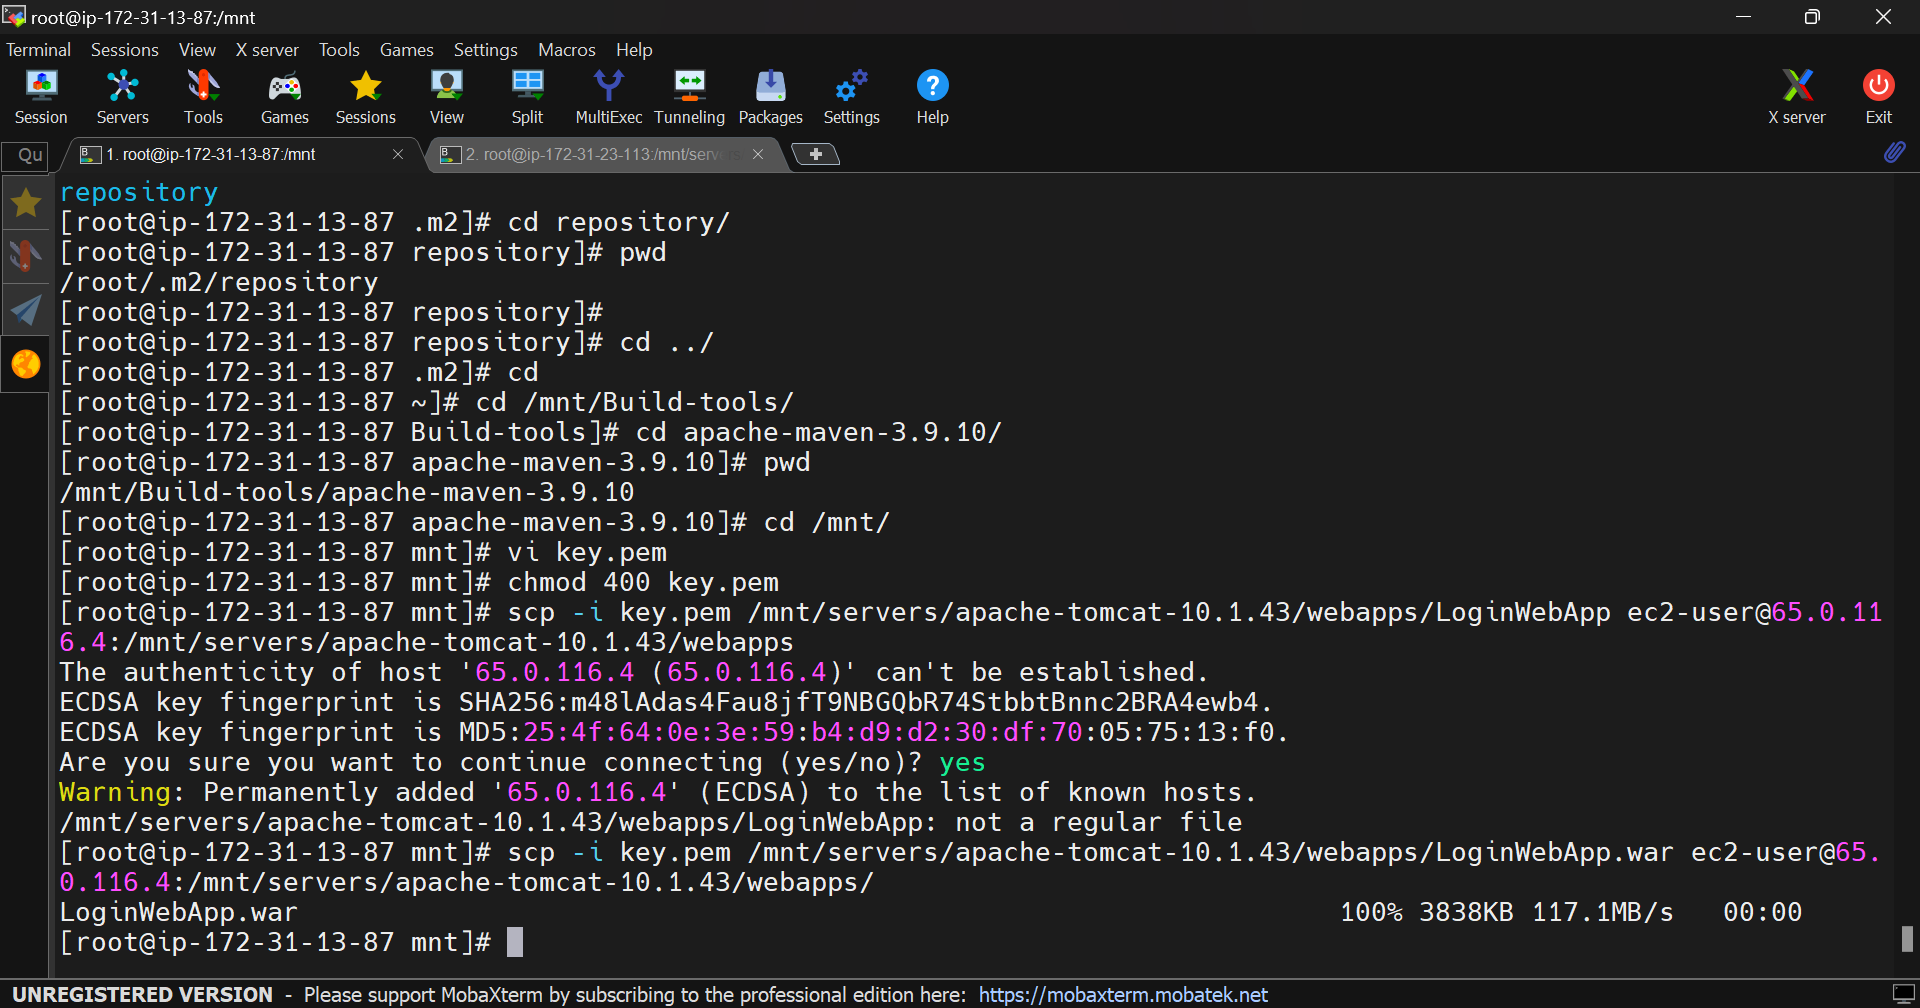 root@ip-172-31-13-87:/mnt
Terminal Sessions View X server Tools Games Settings Macros Help
Session Servers Tools Games Sessions View Split MultiExec Tunneling Packages Settings Help X server Exit
Qu 1. root@ip-172-31-13-87:/mnt 2. root@ip-172-31-23-113:/mnt/serv
repository
[root@ip-172-31-13-87 .m2]# cd repository/
[root@ip-172-31-13-87 repository]# pwd
/root/.m2/repository
[root@ip-172-31-13-87 repository]#
[root@ip-172-31-13-87 repository]# cd ../
[root@ip-172-31-13-87 .m2]# cd
[root@ip-172-31-13-87 ~]# cd /mnt/Build-tools/
[root@ip-172-31-13-87 Build-tools]# cd apache-maven-3.9.10/
[root@ip-172-31-13-87 apache-maven-3.9.10]# pwd
/mnt/Build-tools/apache-maven-3.9.10
[root@ip-172-31-13-87 apache-maven-3.9.10]# cd /mnt/
[root@ip-172-31-13-87 mnt]# vi key.pem
[root@ip-172-31-13-87 mnt]# chmod 400 key.pem
[root@ip-172-31-13-87 mnt]# scp -i key.pem /mnt/servers/apache-tomcat-10.1.43/webapps/LoginWebApp ec2-user@65.0.11
6.4:/mnt/servers/apache-tomcat-10.1.43/webapps
The authenticity of host '65.0.116.4 (65.0.116.4)' can't be established.
ECDSA key fingerprint is SHA256:m48lAdas4Fau8jfT9NBGQbR74StbbtBnnc2BRA4ewb4.
ECDSA key fingerprint is MD5:25:4f:64:0e:3e:59:b4:d9:d2:30:df:70:05:75:13:f0.
Are you sure you want to continue connecting (yes/no)? yes
Warning: Permanently added '65.0.116.4' (ECDSA) to the list of known hosts.
/mnt/servers/apache-tomcat-10.1.43/webapps/LoginWebApp: not a regular file
[root@ip-172-31-13-87 mnt]# scp -i key.pem /mnt/servers/apache-tomcat-10.1.43/webapps/LoginWebApp.war ec2-user@65.
0.116.4:/mnt/servers/apache-tomcat-10.1.43/webapps/
LoginWebApp.war 100% 3838KB 117.1MB/s 00:00
[root@ip-172-31-13-87 mnt]#
UNREGISTERED VERSION - Please support MobaXterm by subscribing to the professional edition here: https://mobaxterm.mobatek.net